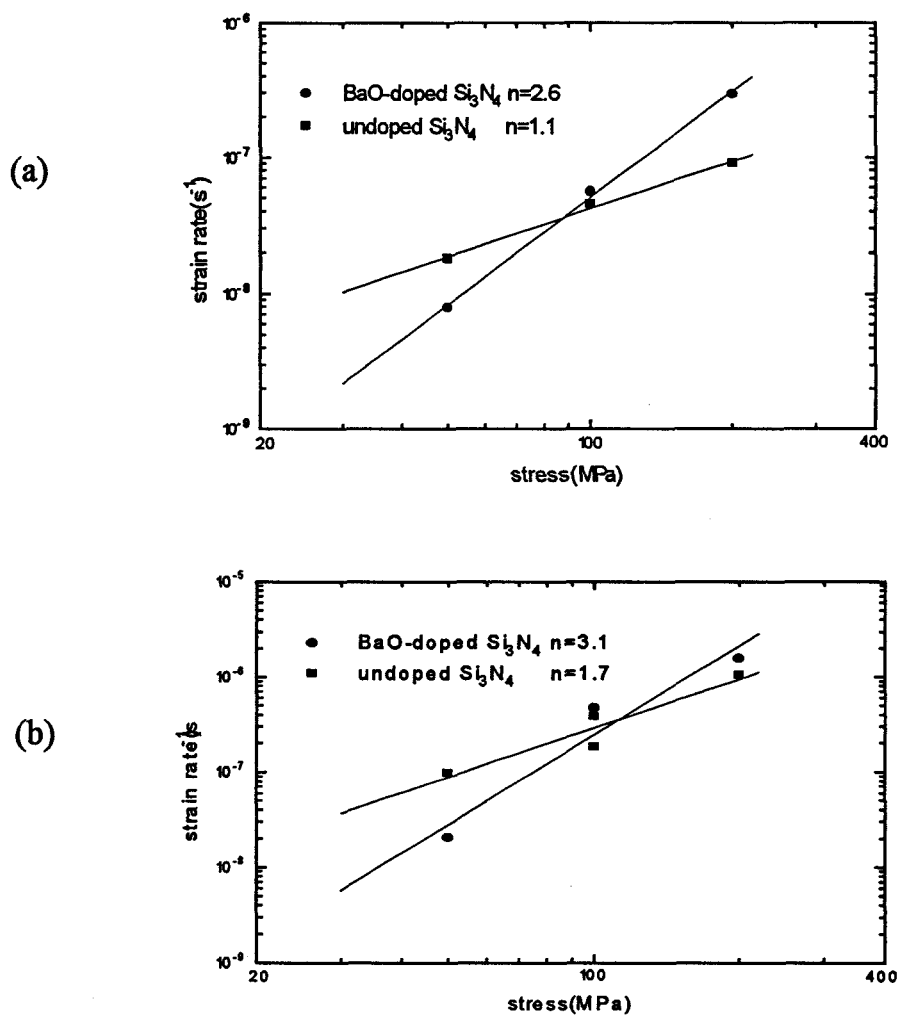 (a)
10⁻⁶
10⁻⁷
10⁻⁸
10⁻⁹
strain rate(s⁻¹)
● BaO-doped Si₃N₄ n=2.6
■ undoped Si₃N₄ n=1.1
20 100 400
stress(MPa)
(b)
10⁻⁵
10⁻⁶
10⁻⁷
10⁻⁸
10⁻⁹
strain rate(s⁻¹
● BaO-doped Si₃N₄ n=3.1
■ undoped Si₃N₄ n=1.7
20 100 400
stress(MPa)